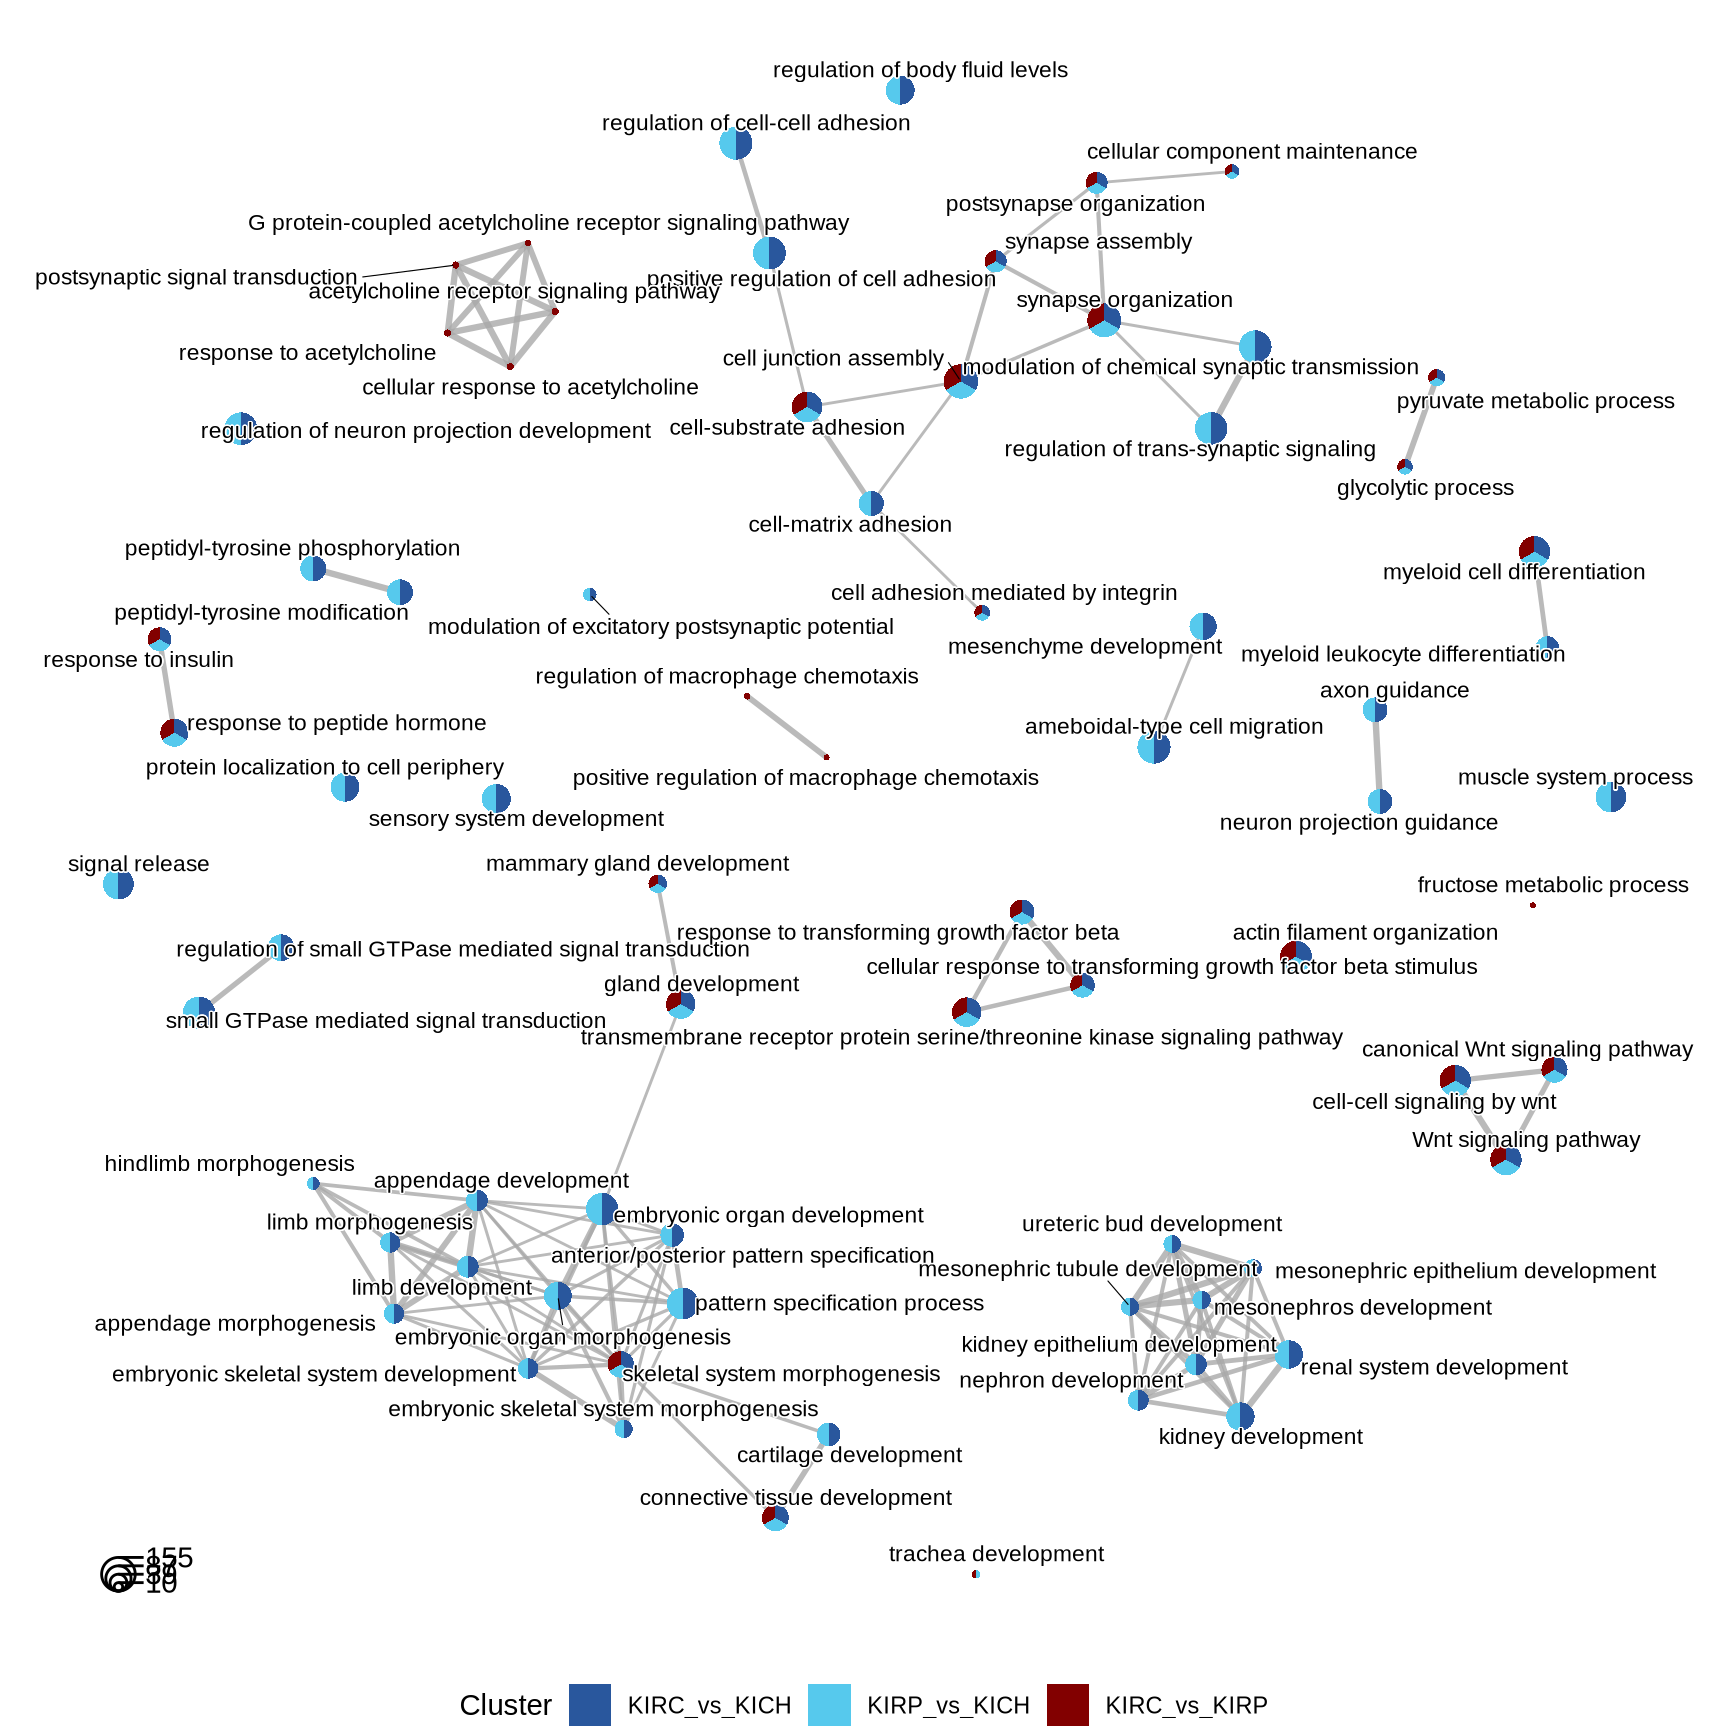 regulation of body fluid levels
regulation of cell-cell adhesion
cellular component maintenance
postsynapse organization
G protein-coupled acetylcholine receptor signaling pathway
synapse assembly
postsynaptic signal transduction
positive regulation of cell adhesion
acetylcholine receptor signaling pathway
synapse organization
response to acetylcholine
cell junction assembly
modulation of chemical synaptic transmission
cellular response to acetylcholine
pyruvate metabolic process
regulation of neuron projection development
cell-substrate adhesion
regulation of trans-synaptic signaling
glycolytic process
cell-matrix adhesion
peptidyl-tyrosine phosphorylation
myeloid cell differentiation
cell adhesion mediated by integrin
peptidyl-tyrosine modification
modulation of excitatory postsynaptic potential
mesenchyme development
myeloid leukocyte differentiation
response to insulin
regulation of macrophage chemotaxis
axon guidance
response to peptide hormone
ameboidal-type cell migration
protein localization to cell periphery
positive regulation of macrophage chemotaxis
muscle system process
sensory system development
neuron projection guidance
signal release
mammary gland development
fructose metabolic process
response to transforming growth factor beta
actin filament organization
regulation of small GTPase mediated signal transduction
cellular response to transforming growth factor beta stimulus
gland development
small GTPase mediated signal transduction
transmembrane receptor protein serine/threonine kinase signaling pathway
canonical Wnt signaling pathway
cell-cell signaling by wnt
Wnt signaling pathway
hindlimb morphogenesis
appendage development
limb morphogenesis
embryonic organ development
ureteric bud development
anterior/posterior pattern specification
mesonephric tubule development
mesonephric epithelium development
limb development
pattern specification process
mesonephros development
appendage morphogenesis
embryonic organ morphogenesis
kidney epithelium development
renal system development
embryonic skeletal system development
skeletal system morphogenesis
nephron development
embryonic skeletal system morphogenesis
kidney development
cartilage development
connective tissue development
trachea development
155
10
Cluster
KIRC_vs_KICH
KIRP_vs_KICH
KIRC_vs_KIRP